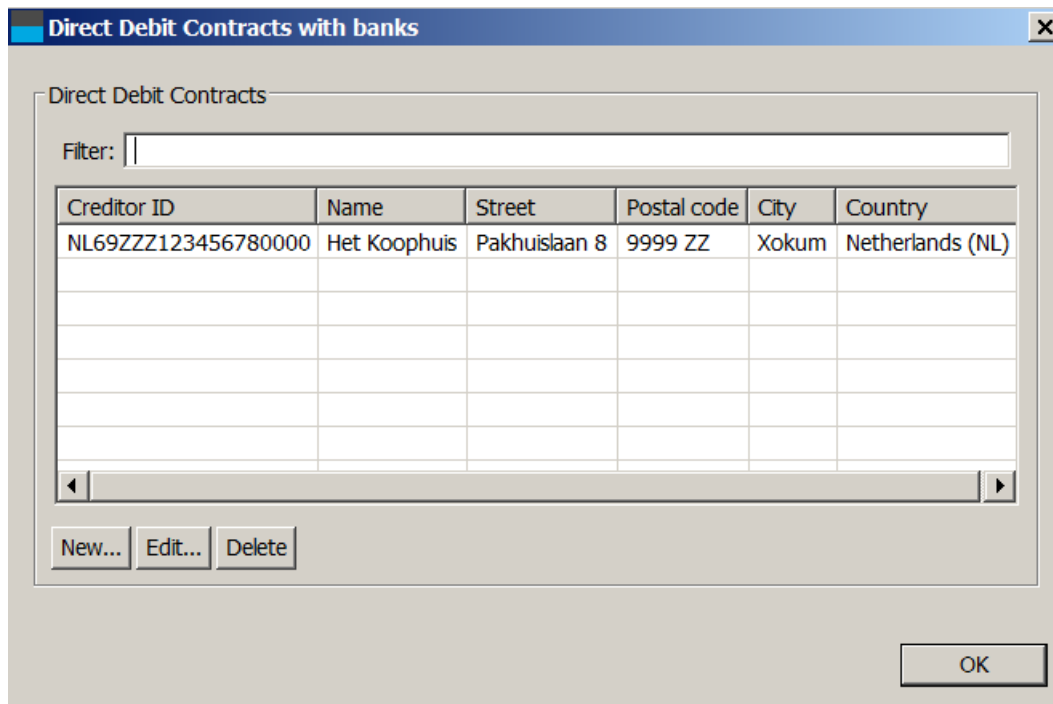 Direct Debit Contracts with banks
Direct Debit Contracts
Filter:
Creditor ID Name Street Postal code City Country
NL69ZZZ123456780000 Het Koophuis Pakhuislaan 8 9999 ZZ Xokum Netherlands (NL)
New... Edit... Delete
OK